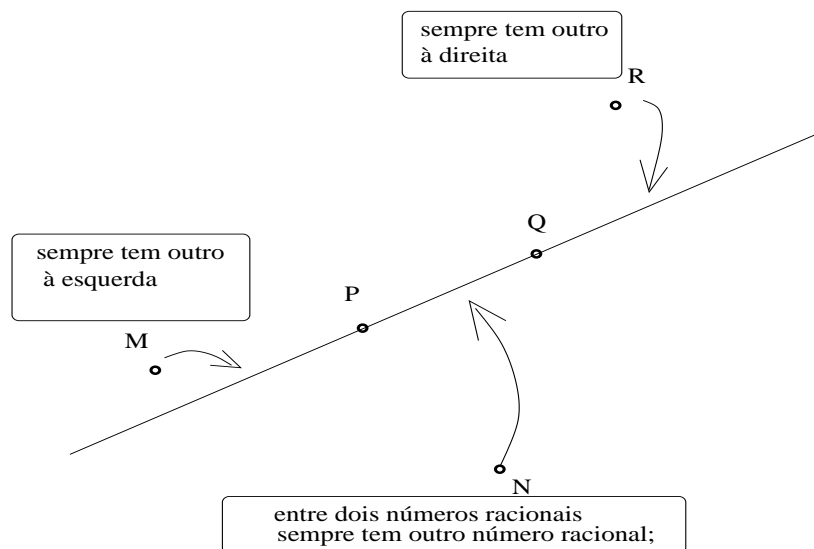 sempre tem outro
à direita
R
Q
sempre tem outro
à esquerda
P
M
N
entre dois números racionais
sempre tem outro número racional;